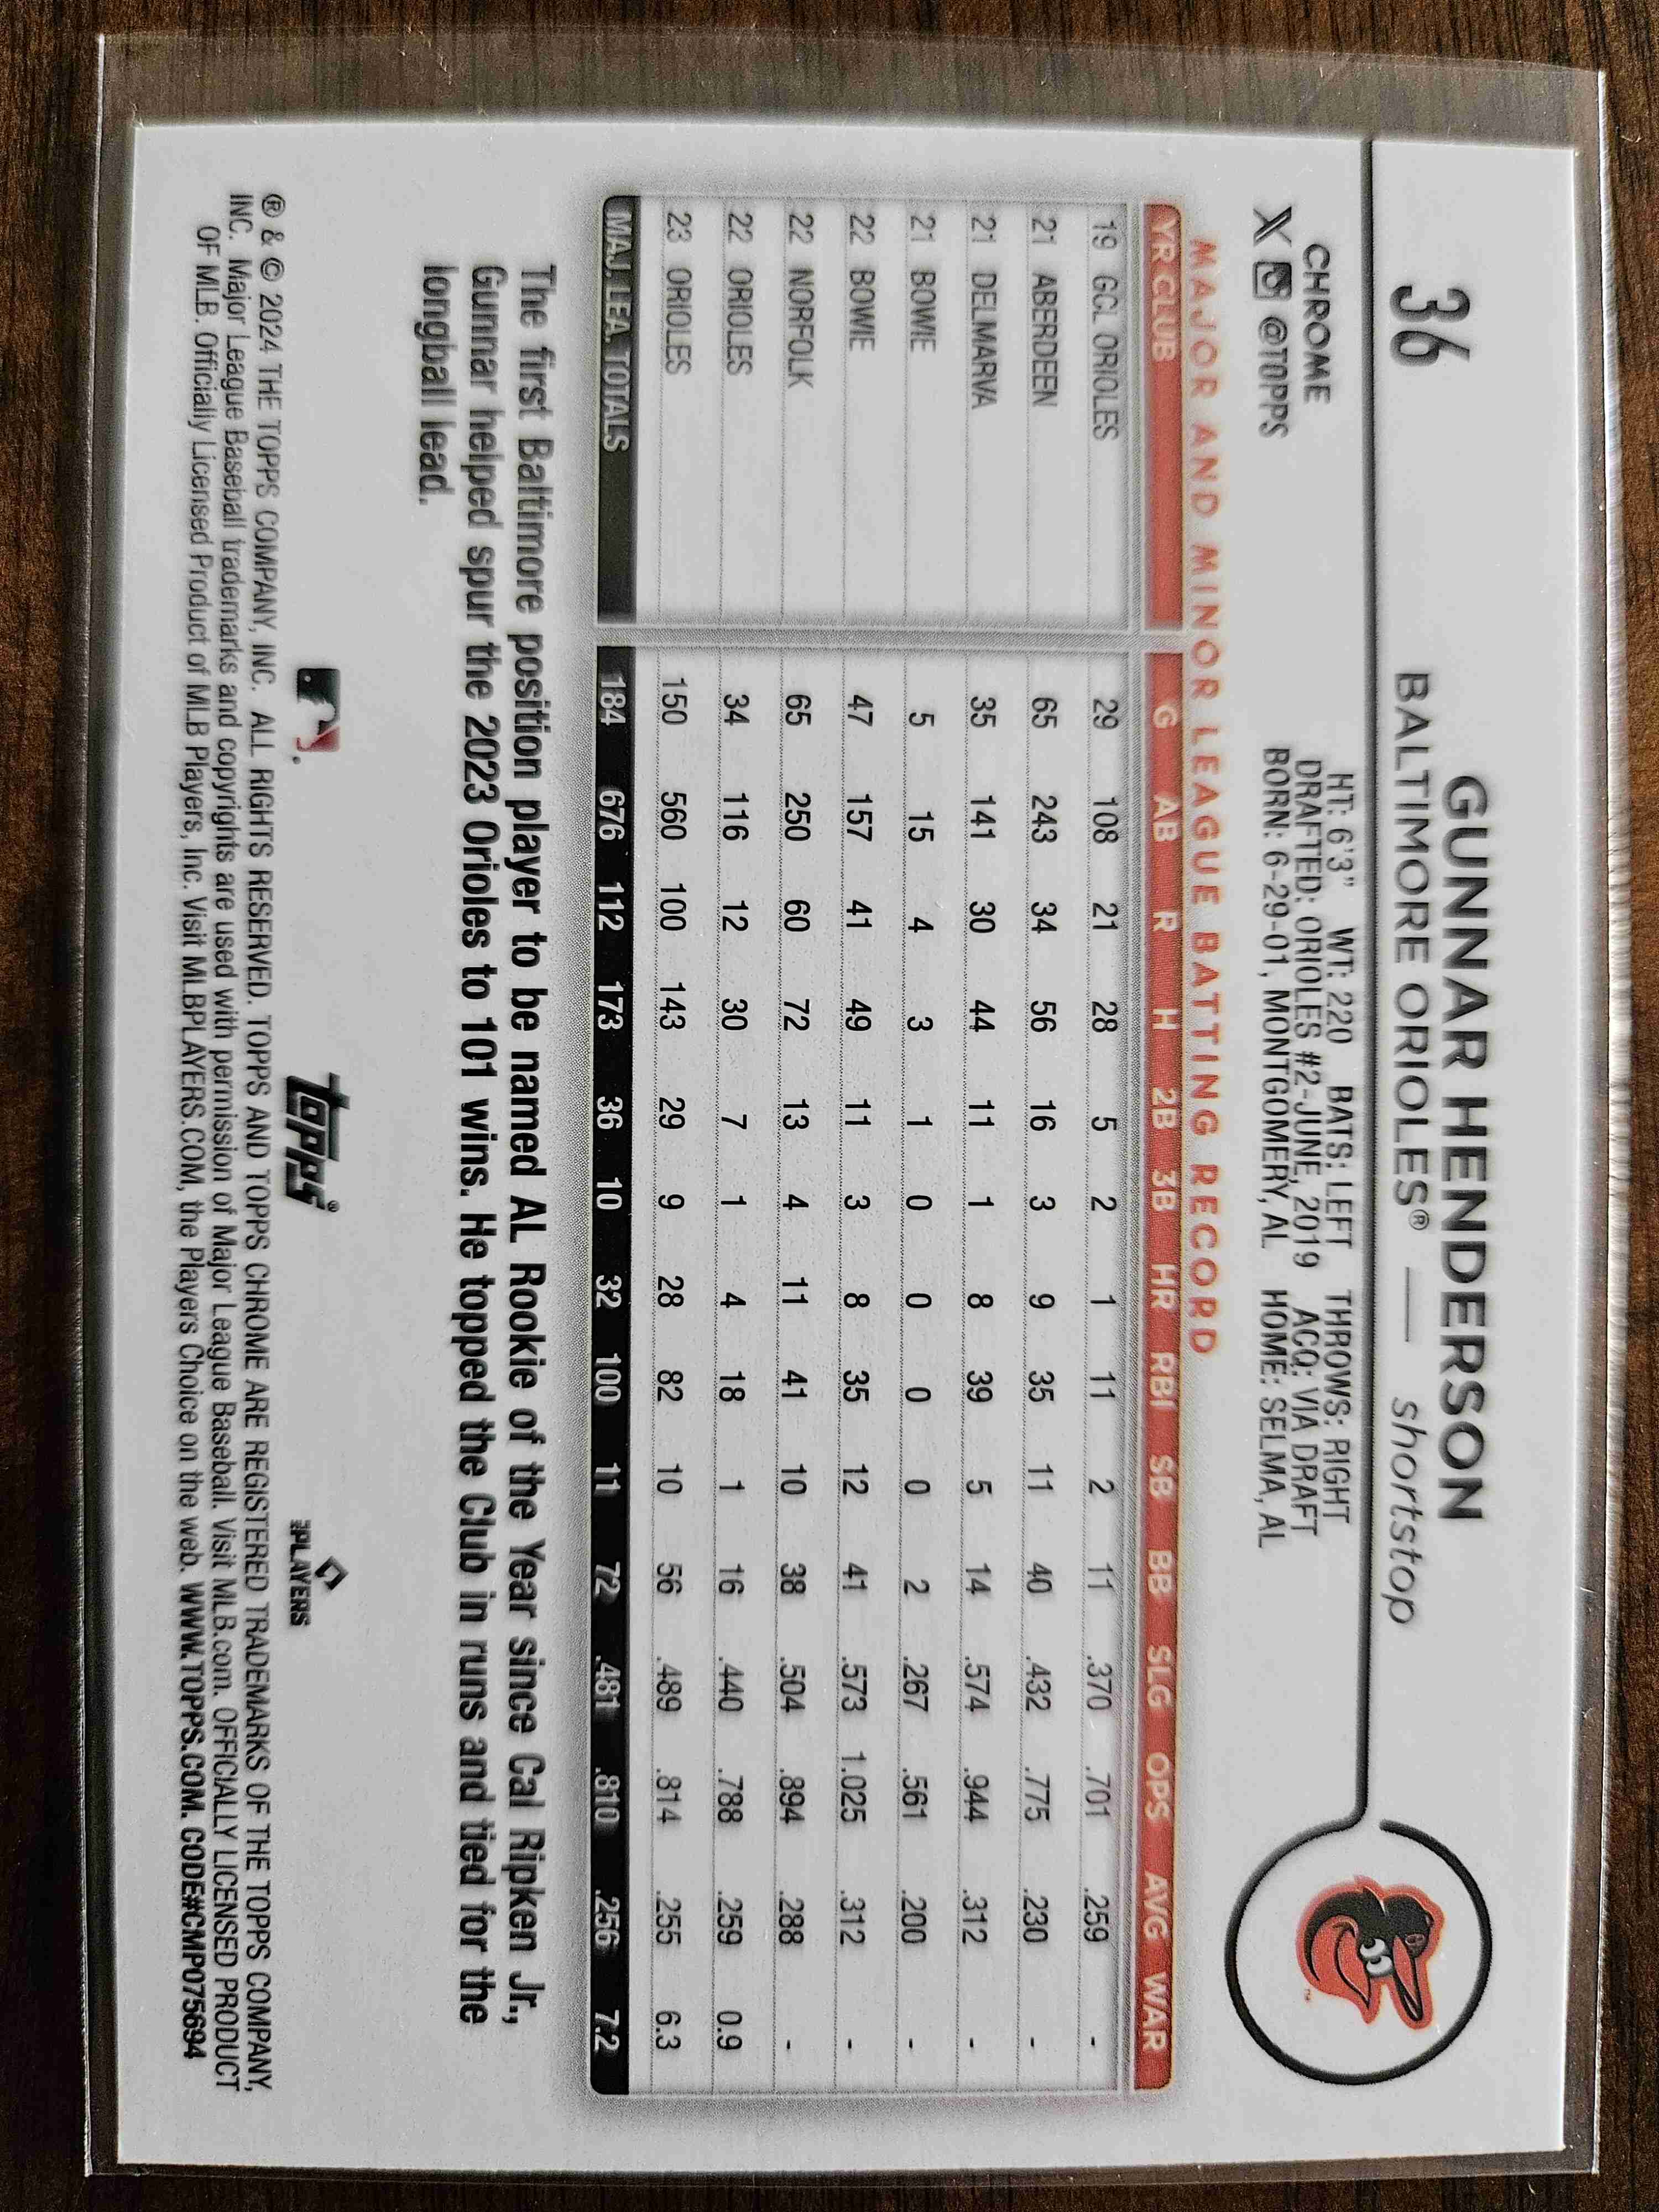 36
GUNNAR HENDERSON
BALTIMORE ORIOLES® — shortstop
CHROME
X @TOPPS
HT: 6'3" WT: 220 BATS: LEFT THROWS: RIGHT
DRAFTED: ORIOLES #2-JUNE, 2019 ACQ: VIA DRAFT
BORN: 6-29-01, MONTGOMERY, AL HOME: SELMA, AL
MAJOR AND MINOR LEAGUE BATTING RECORD
YR CLUB G AB R H 2B 3B HR RBI SB BB SLG OPS AVG WAR
19 GCL ORIOLES 29 108 21 28 5 2 1 11 2 11 .370 .701 .259 -
21 ABERDEEN 65 243 34 56 16 3 9 35 11 40 .432 .775 .230 -
21 DELMARVA 35 141 30 44 11 1 8 39 5 14 .574 .944 .312 -
21 BOWIE 5 15 4 3 1 0 0 0 0 2 .267 .561 .200 -
22 BOWIE 47 157 41 49 11 3 8 35 12 41 .573 1.025 .312 -
22 NORFOLK 65 250 60 72 13 4 11 41 10 38 .504 .894 .288 -
22 ORIOLES 34 116 12 30 7 1 4 18 1 16 .440 .788 .259 0.9
23 ORIOLES 150 560 100 143 29 9 28 82 10 56 .489 .814 .255 6.3
MAJ. LEA. TOTALS 184 676 112 173 36 10 32 100 11 72 .481 .810 .256 7.2
The first Baltimore position player to be named AL Rookie of the Year since Cal Ripken Jr.,
Gunnar helped spur the 2023 Orioles to 101 wins. He topped the Club in runs and tied for the
longball lead.
topps®
PLAYERS
® & © 2024 THE TOPPS COMPANY, INC. ALL RIGHTS RESERVED. TOPPS AND TOPPS CHROME ARE REGISTERED TRADEMARKS OF THE TOPPS COMPANY,
INC. Major League Baseball trademarks and copyrights are used with permission of Major League Baseball. Visit MLB.com. OFFICIALLY LICENSED PRODUCT
OF MLB. Officially Licensed Product of MLB Players, Inc. Visit MLBPLAYERS.COM, the Players Choice on the web. WWW.TOPPS.COM. CODE#CMP075694